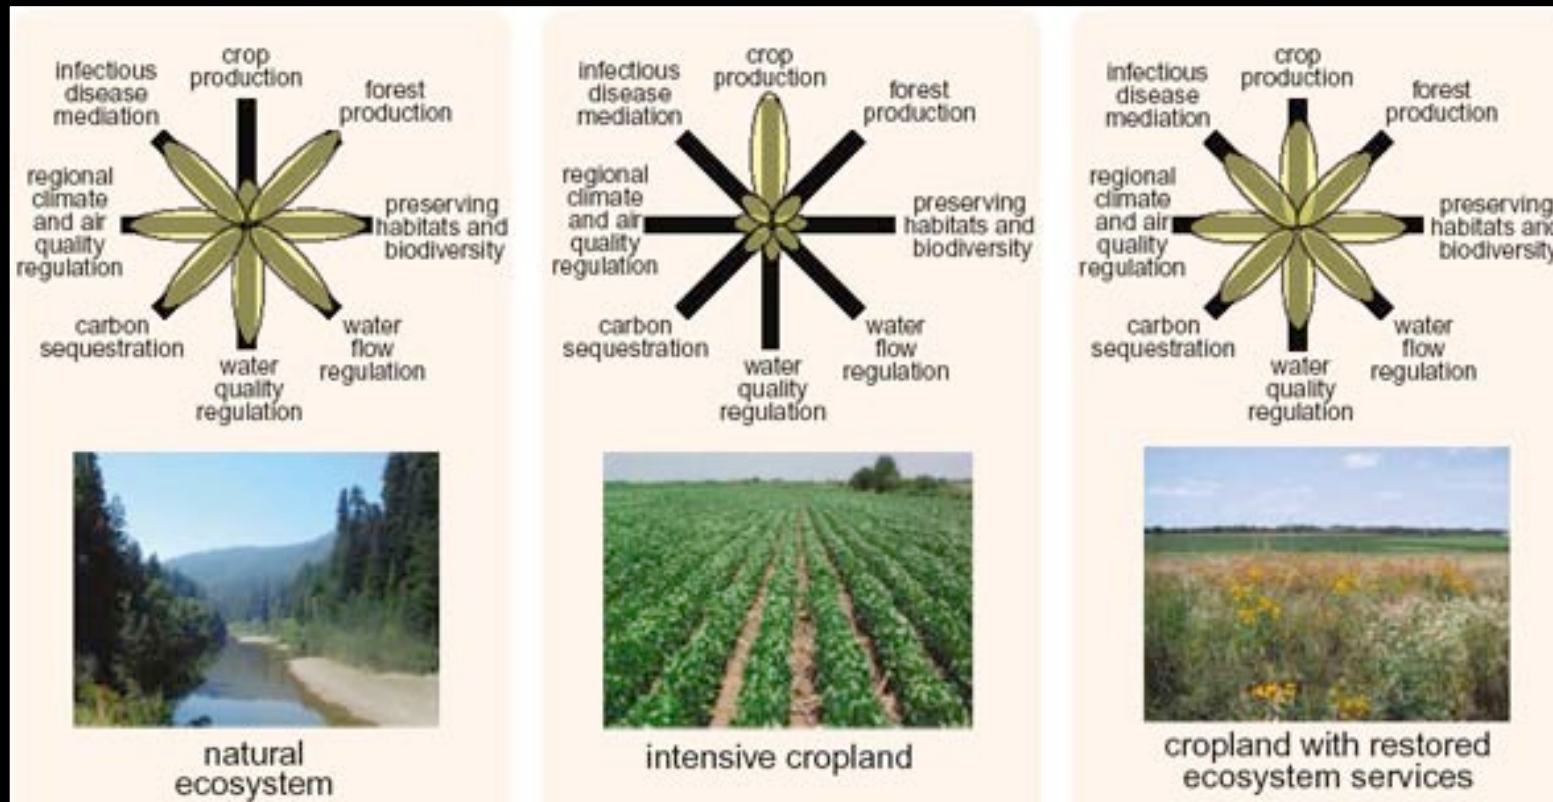 crop
production
infectious
disease
mediation
forest
production
regional
climate
and air
quality
regulation
preserving
habitats and
biodiversity
carbon
sequestration
water
flow
regulation
water
quality
regulation
natural
ecosystem
crop
production
infectious
disease
mediation
forest
production
regional
climate
and air
quality
regulation
preserving
habitats and
biodiversity
carbon
sequestration
water
flow
regulation
water
quality
regulation
intensive cropland
crop
production
infectious
disease
mediation
forest
production
regional
climate
and air
quality
regulation
preserving
habitats and
biodiversity
carbon
sequestration
water
flow
regulation
water
quality
regulation
cropland with restored
ecosystem services